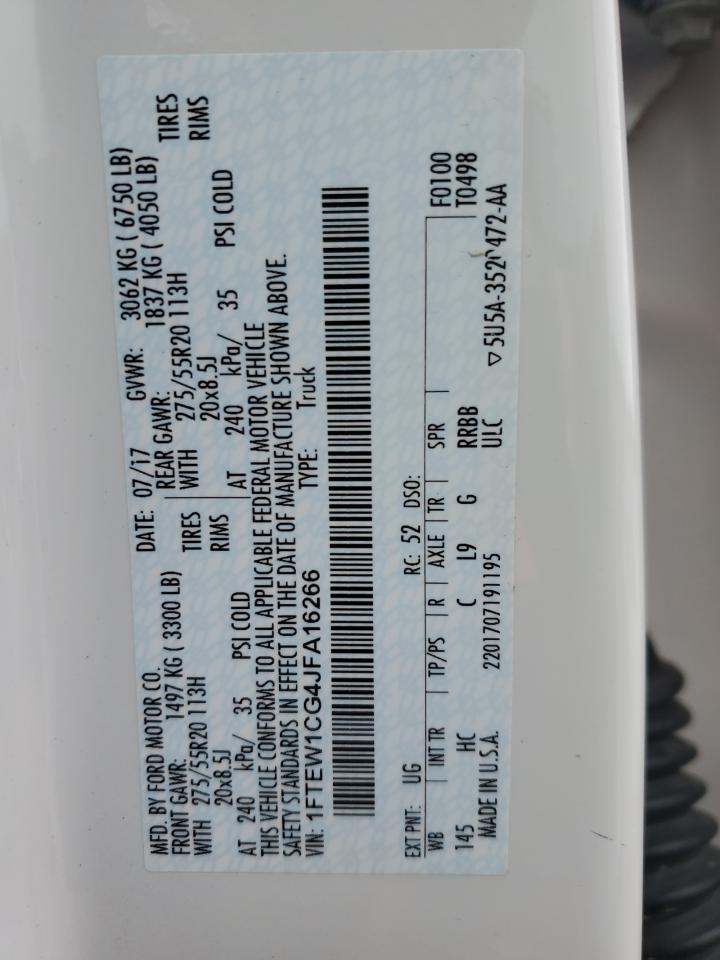 MFD. BY FORD MOTOR CO.
DATE: 07/17 GVWR: 3062 KG ( 6750 LB)
FRONT GAWR: 1497 KG ( 3300 LB) REAR GAWR: 1837 KG ( 4050 LB)
WITH 275/55R20 113H TIRES WITH 275/55R20 113H TIRES
20x8.5J RIMS 20x8.5J RIMS
AT 240 kPa/ 35 PSI COLD AT 240 kPa/ 35 PSI COLD
THIS VEHICLE CONFORMS TO ALL APPLICABLE FEDERAL MOTOR VEHICLE
SAFETY STANDARDS IN EFFECT ON THE DATE OF MANUFACTURE SHOWN ABOVE.
VIN: 1FTEW1CG4JFA16266 TYPE: Truck
EXT PNT: UG RC: 52 DSO: F0100
WB INT TR TP/PS R AXLE TR SPR T0498
145 HC C L9 G RRBB
MADE IN U.S.A. 2201707191195 ULC ▽5U5A-